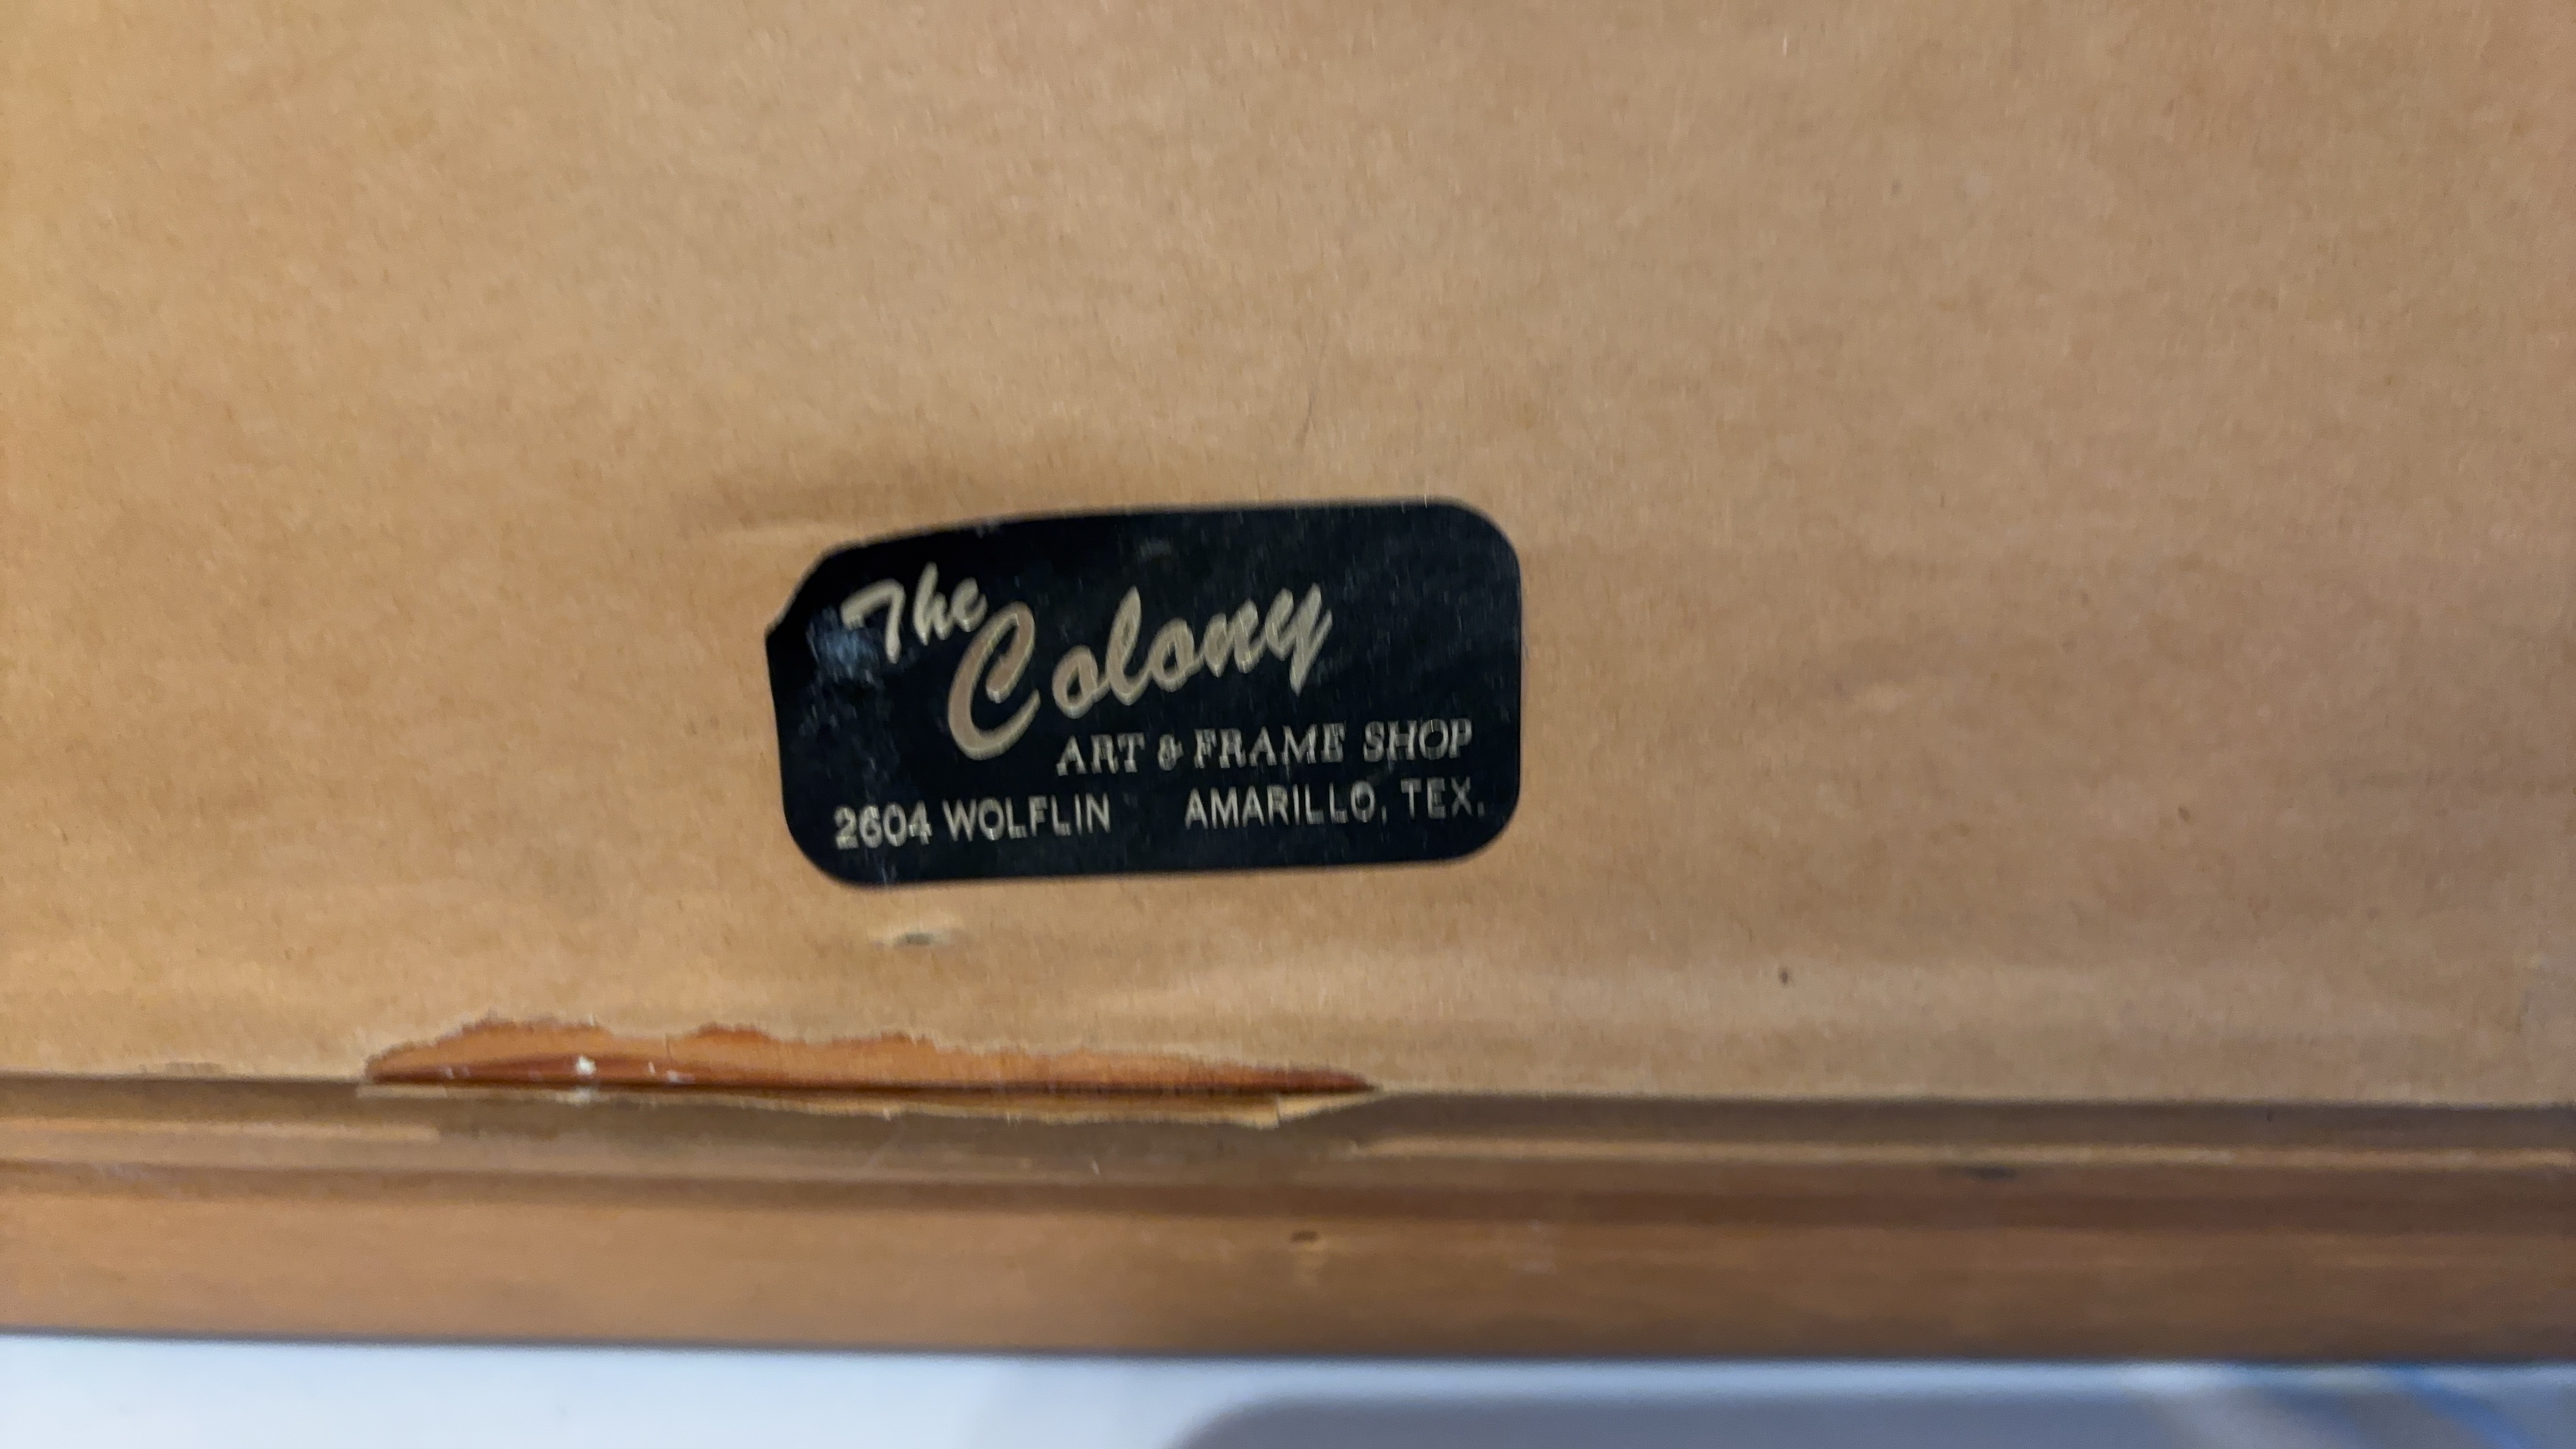 The
Colony
ART & FRAME SHOP
2604 WOLFLIN AMARILLO, TEX.